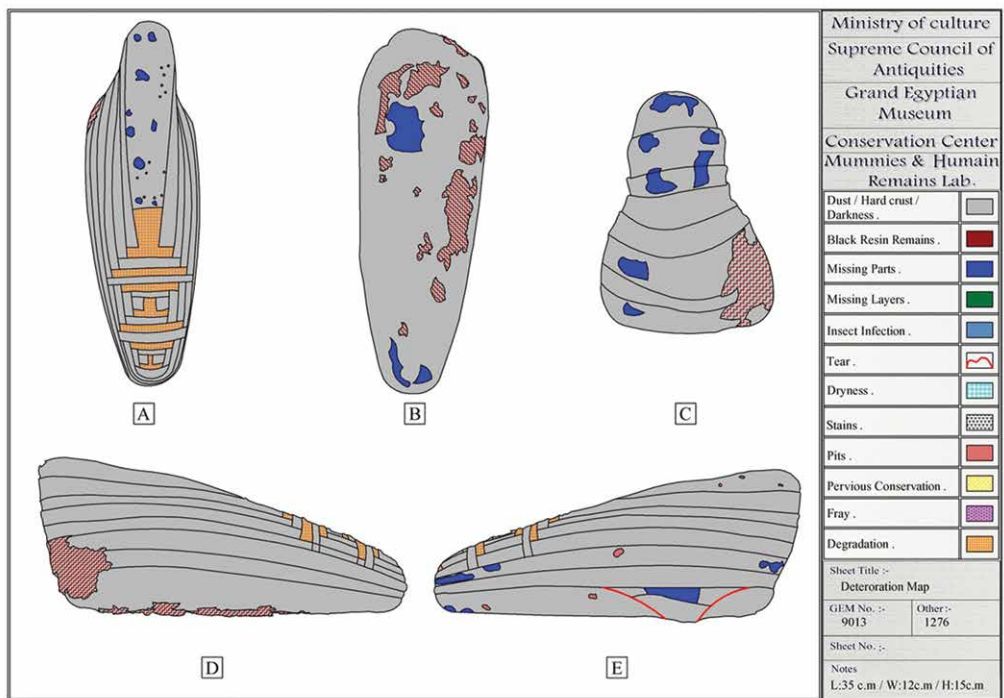 Ministry of culture
Supreme Council of
Antiquities
Grand Egyptian
Museum
Conservation Center
Mummies & Humain
Remains Lab.
Dust / Hard crust /
Darkness .
Black Resin Remains .
Missing Parts .
Missing Layers .
Insect Infection .
Tear .
Dryness .
Stains .
Pits .
Pervious Conservation .
Fray .
Degradation .
Sheet Title :-
Deteroration Map
GEM No. :- Other :-
9013 1276
Sheet No. :-
Notes
L:35 c.m / W:12c.m / H:15c.m
A
B
C
D
E